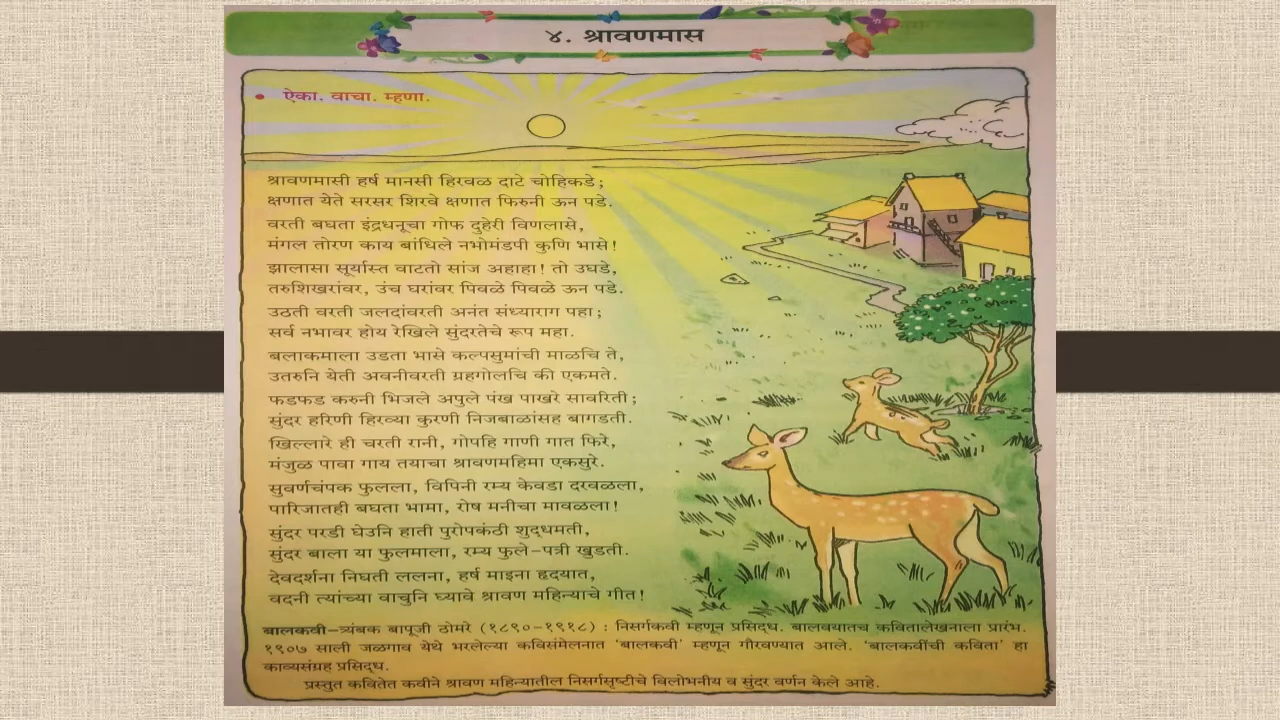 ४. श्रावणमास
• ऐका. वाचा. म्हणा.
श्रावणमासी हर्ष मानसी हिरवळ दाटे चोहिकडे;
क्षणात येते सरसर शिरवे क्षणात फिरुनी ऊन पडे.
वरती बघता इंद्रधनूचा गोफ दुहेरी विणलासे,
मंगल तोरण काय बांधिले नभोमंडपी कुणि भासे!
झालासा सूर्यास्त वाटतो सांज अहाहा! तो उघडे,
तरुशिखरांवर, उंच घरांवर पिवळे पिवळे ऊन पडे.
उठती वरती जलदांवरती अनंत संध्याराग पहा;
सर्व नभावर होय रेखिले सुंदरतेचे रूप महा.
बलाकमाला उडता भासे कल्पसुमांची माळचि ते,
उतरुनि येती अवनीवरती ग्रहगोलचि की एकमते.
फडफड करुनी भिजले अपुले पंख पाखरे सावरिती;
सुंदर हरिणी हिरव्या कुरणी निजबाळांसह बागडती.
खिल्लारे ही चरती रानी, गोपहि गाणी गात फिरे,
मंजुळ पावा गाय तयाचा श्रावणमहिमा एकसुरे.
सुवर्णचंपक फुलला, विपिनी रम्य केवडा दरवळला,
पारिजातही बघता भामा, रोष मनीचा मावळला!
सुंदर परडी घेउनि हाती पुरोपकंठी शुद्धमती,
सुंदर बाला या फुलमाला, रम्य फुले-पत्री खुडती.
देवदर्शना निघती ललना, हर्ष माइना हृदयात,
वदनी त्यांच्या वाचुनि घ्यावे श्रावण महिन्याचे गीत!
बालकवी-त्र्यंबक बापूजी ठोमरे (१८९०-१९१८) : निसर्गकवी म्हणून प्रसिद्ध. बालवयातच कवितालेखनाला प्रारंभ.
१९०७ साली जळगाव येथे भरलेल्या कविसंमेलनात 'बालकवी' म्हणून गौरवण्यात आले. 'बालकवींची कविता' हा
काव्यसंग्रह प्रसिद्ध.
प्रस्तुत कवितेत कवीने श्रावण महिन्यातील निसर्गसृष्टीचे विलोभनीय व सुंदर वर्णन केले आहे.